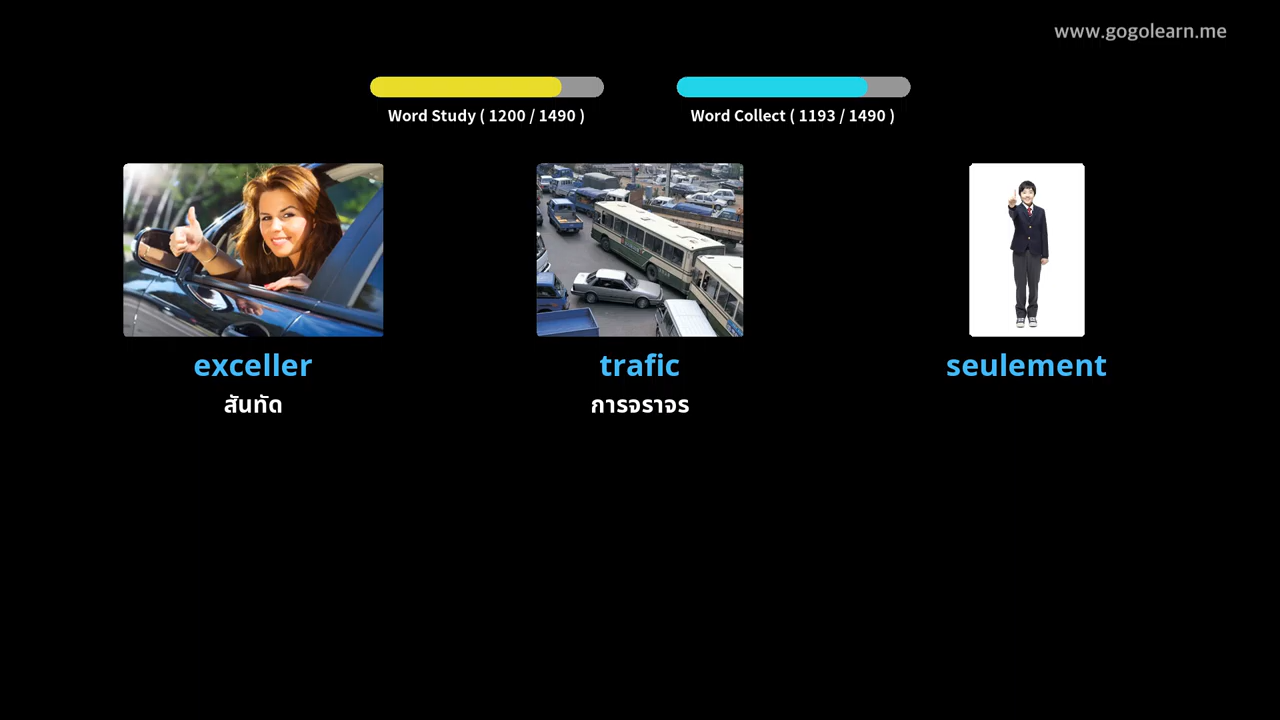 www.gogolearn.me
Word Study ( 1200 / 1490 )
Word Collect ( 1193 / 1490 )
exceller
สันทัด
trafic
การจราจร
seulement